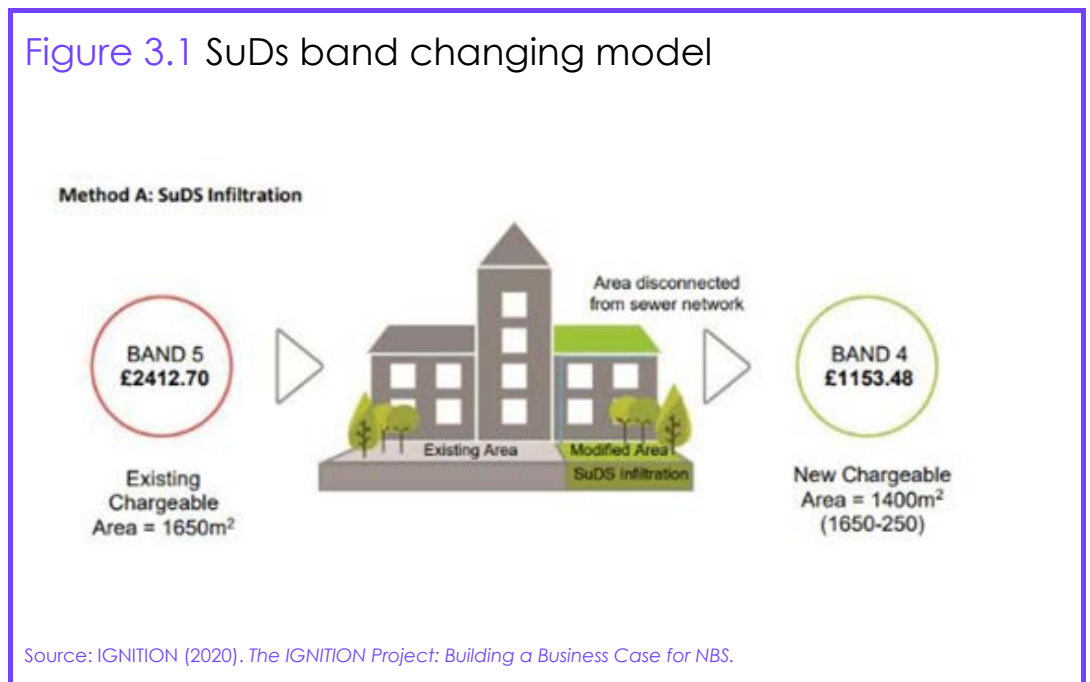 Figure 3.1 SuDs band changing model
Method A: SuDS Infiltration
BAND 5
£2412.70
Existing
Chargeable
Area = 1650m²
Area disconnected
from sewer network
Existing Area
Modified Area
SuDS Infiltration
BAND 4
£1153.48
New Chargeable
Area = 1400m²
(1650-250)
Source: IGNITION (2020). The IGNITION Project: Building a Business Case for NBS.